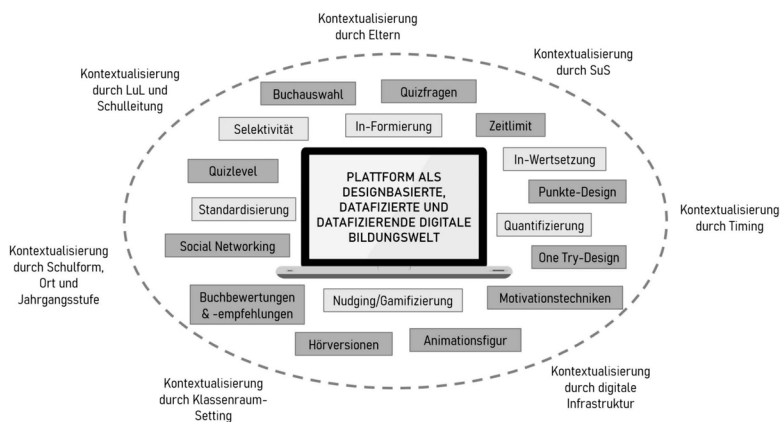 Kontextualisierung
durch Eltern
Kontextualisierung
durch SuS
Kontextualisierung
durch LuL und
Schulleitung
Buchauswahl
Quizfragen
Selektivität
In-Formierung
Zeitlimit
In-Wertsetzung
Quizlevel
PLATTFORM ALS
DESIGNBASIERTE,
DATAFIZIERTE UND
DATAFIZIERENDE DIGITALE
BILDUNGSWELT
Punkte-Design
Standardisierung
Quantifizierung
Kontextualisierung
durch Timing
Social Networking
One Try-Design
Kontextualisierung
durch Schulform,
Ort und
Jahrgangsstufe
Buchbewertungen
& -empfehlungen
Nudging/Gamifizierung
Motivationstechniken
Hörversionen
Animationsfigur
Kontextualisierung
durch Klassenraum-
Setting
Kontextualisierung
durch digitale
Infrastruktur